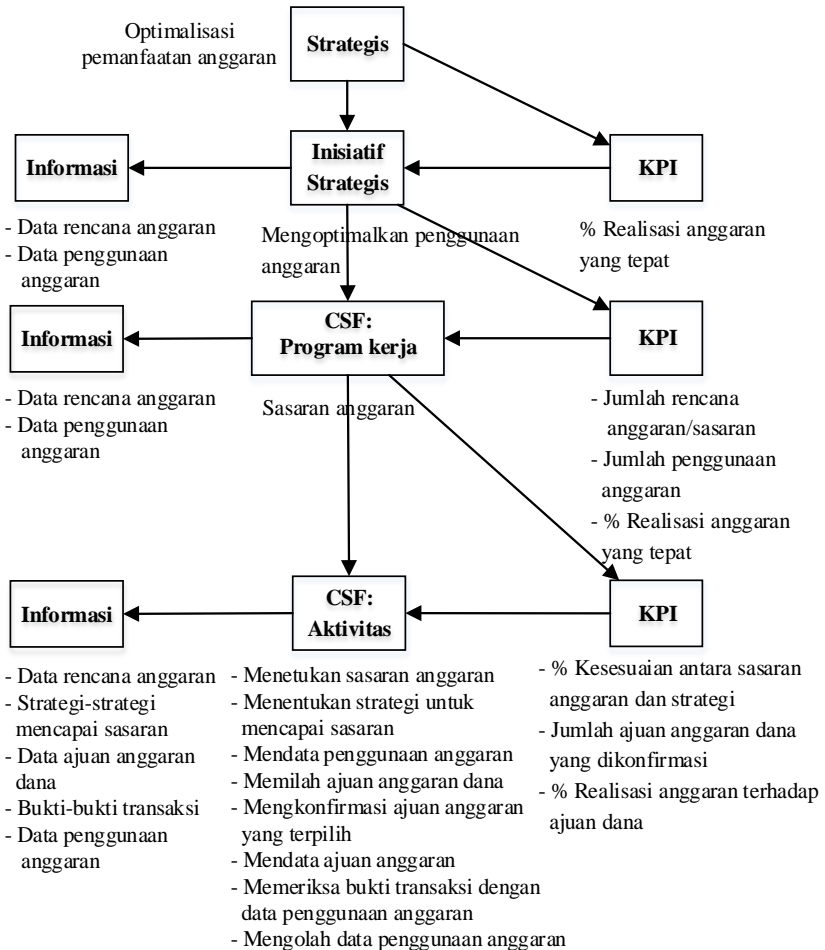 Optimalisasi
pemanfaatan anggaran
Strategis
Informasi
Inisiatif
Strategis
KPI
- Data rencana anggaran
- Data penggunaan
anggaran
Mengoptimalkan penggunaan
anggaran
% Realisasi anggaran
yang tepat
Informasi
CSF:
Program kerja
KPI
- Data rencana anggaran
- Data penggunaan
anggaran
Sasaran anggaran
- Jumlah rencana
anggaran/sasaran
- Jumlah penggunaan
anggaran
- % Realisasi anggaran
yang tepat
Informasi
CSF:
Aktivitas
KPI
- Data rencana anggaran
- Strategi-strategi
mencapai sasaran
- Data ajuan anggaran
dana
- Bukti-bukti transaksi
- Data penggunaan
anggaran
- Menetukan sasaran anggaran
- Menentukan strategi untuk
mencapai sasaran
- Mendata penggunaan anggaran
- Memilah ajuan anggaran dana
- Mengkonfirmasi ajuan anggaran
yang terpilih
- Mendata ajuan anggaran
- Memeriksa bukti transaksi dengan
data penggunaan anggaran
- Mengolah data penggunaan anggaran
- % Kesesuaian antara sasaran
anggaran dan strategi
- Jumlah ajuan anggaran dana
yang dikonfirmasi
- % Realisasi anggaran terhadap
ajuan dana